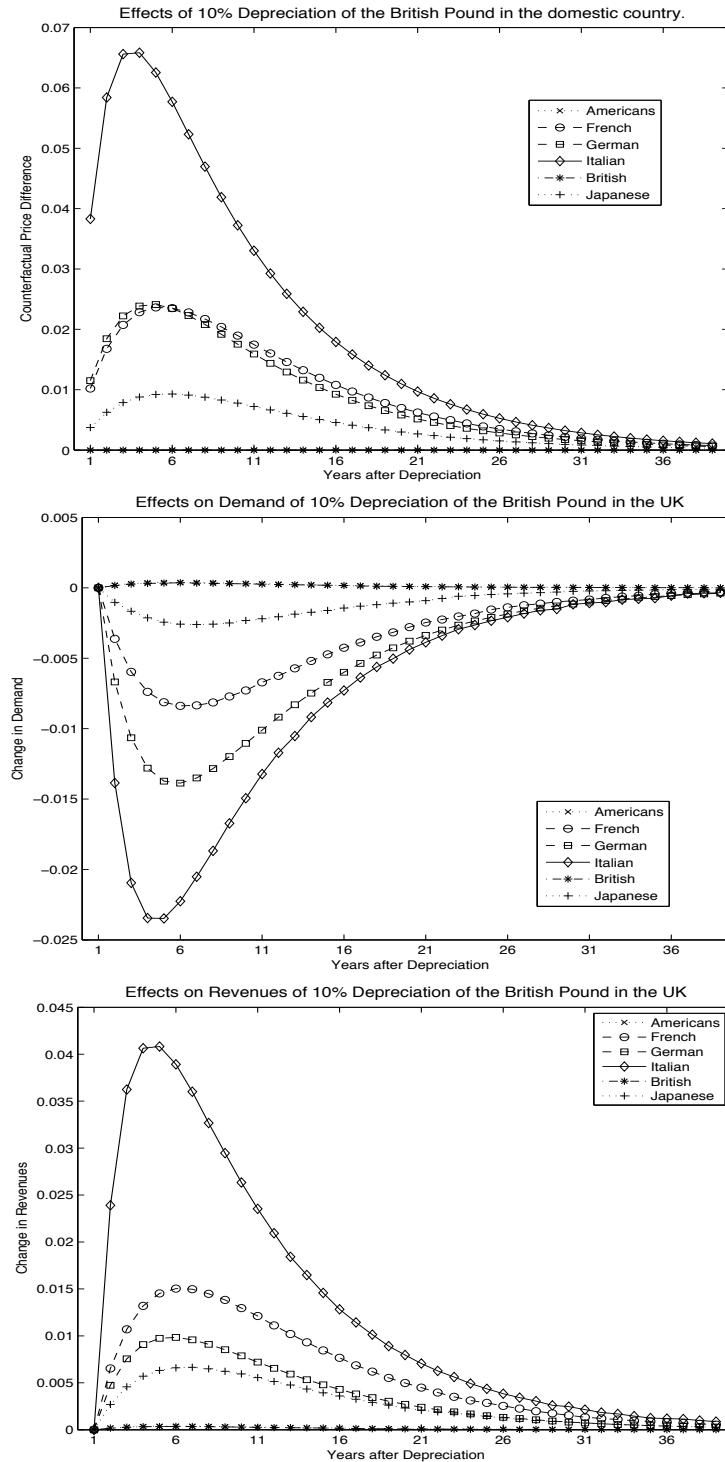 Effects of 10% Depreciation of the British Pound in the domestic country.
0.07
0.06
0.05
0.04
0.03
0.02
0.01
0
Counterfactual Price Difference
Americans
French
German
Italian
British
Japanese
1 6 11 16 21 26 31 36
Years after Depreciation
Effects on Demand of 10% Depreciation of the British Pound in the UK
0.005
0
−0.005
−0.01
−0.015
−0.02
−0.025
Change in Demand
Americans
French
German
Italian
British
Japanese
1 6 11 16 21 26 31 36
Years after Depreciation
Effects on Revenues of 10% Depreciation of the British Pound in the UK
0.045
0.04
0.035
0.03
0.025
0.02
0.015
0.01
0.005
0
Change in Revenues
Americans
French
German
Italian
British
Japanese
1 6 11 16 21 26 31 36
Years after Depreciation